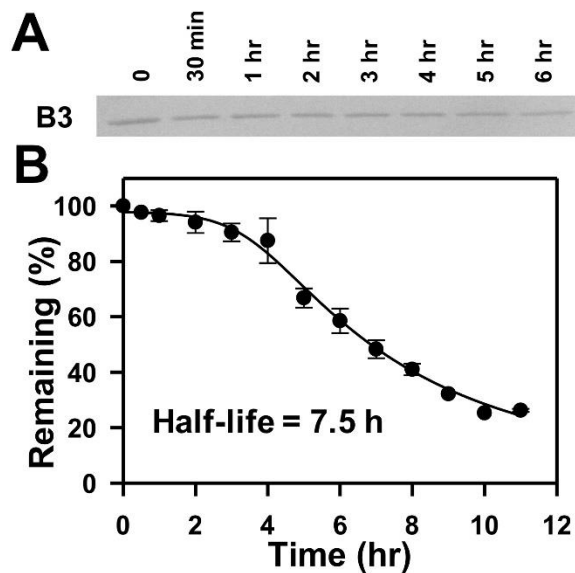 A
0 30 min 1 hr 2 hr 3 hr 4 hr 5 hr 6 hr
B3
B
100
80
60
40
20
0
Remaining (%)
Half-life = 7.5 h
0 2 4 6 8 10 12
Time (hr)